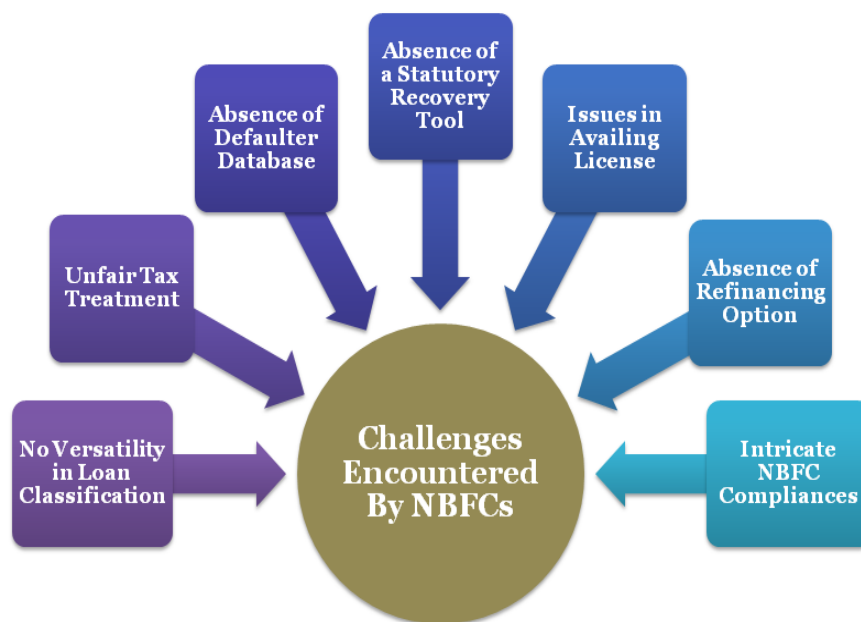 No Versatility
in Loan
Classification
Unfair Tax
Treatment
Absence of
Defaulter
Database
Absence of
a Statutory
Recovery
Tool
Issues in
Availing
License
Absence of
Refinancing
Option
Intricate
NBFC
Compliances
Challenges
Encountered
By NBFCs